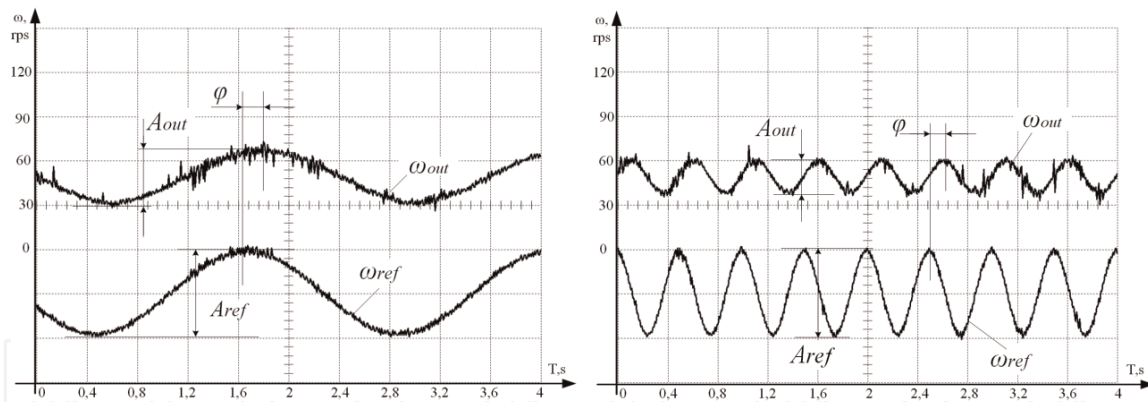 ω,
rps
120
90
60
30
0
φ
Aout
ωout
ωref
Aref
0 0,4 0,8 1,2 1,6 2 2,4 2,8 3,2 3,6 4
T,s
ω,
rps
120
90
60
30
0
Aout
φ
ωout
Aref
ωref
0 0,4 0,8 1,2 1,6 2 2,4 2,8 3,2 3,6 4
T,s